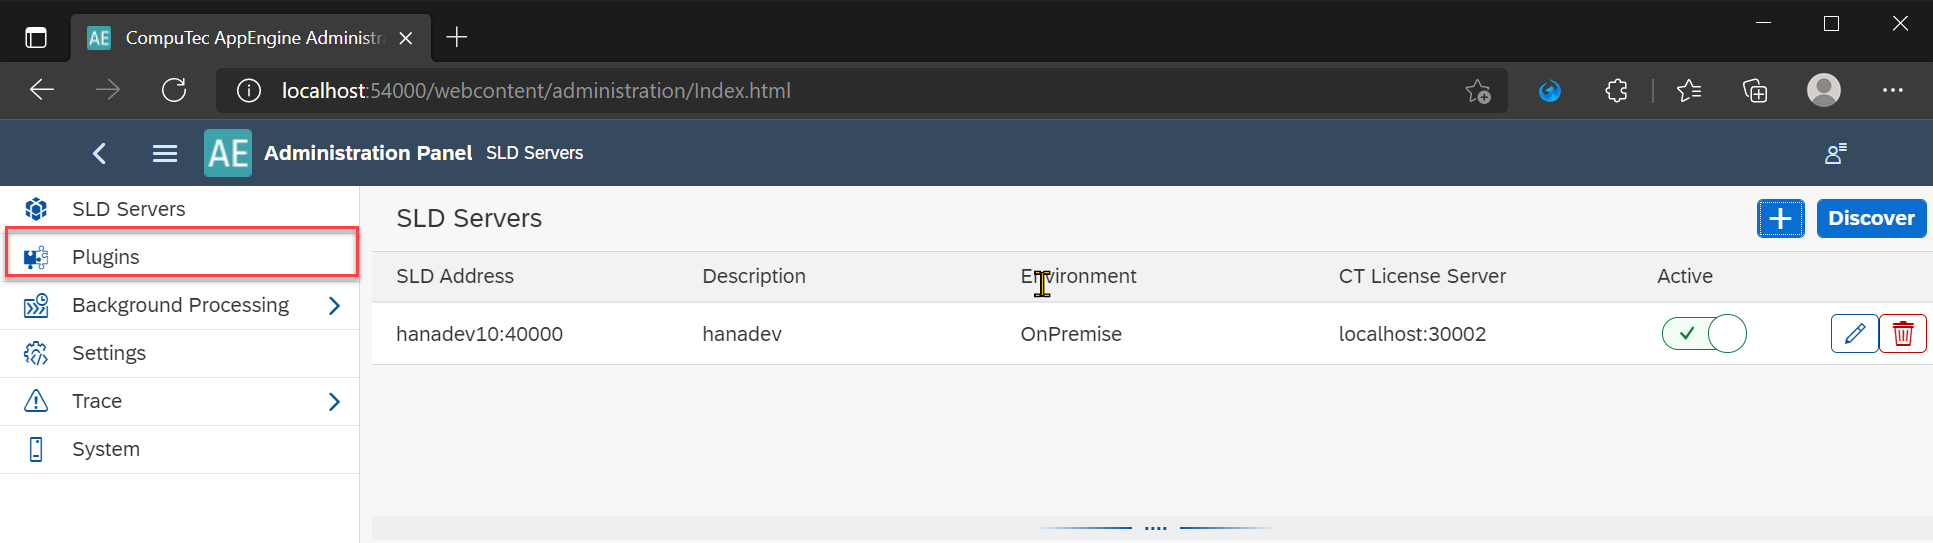 AE CompuTec AppEngine Administr
localhost:54000/webcontent/administration/Index.html
AE Administration Panel SLD Servers
SLD Servers
Plugins
Background Processing
Settings
Trace
System
SLD Servers
Discover
SLD Address Description Environment CT License Server Active
hanadev10:40000 hanadev OnPremise localhost:30002